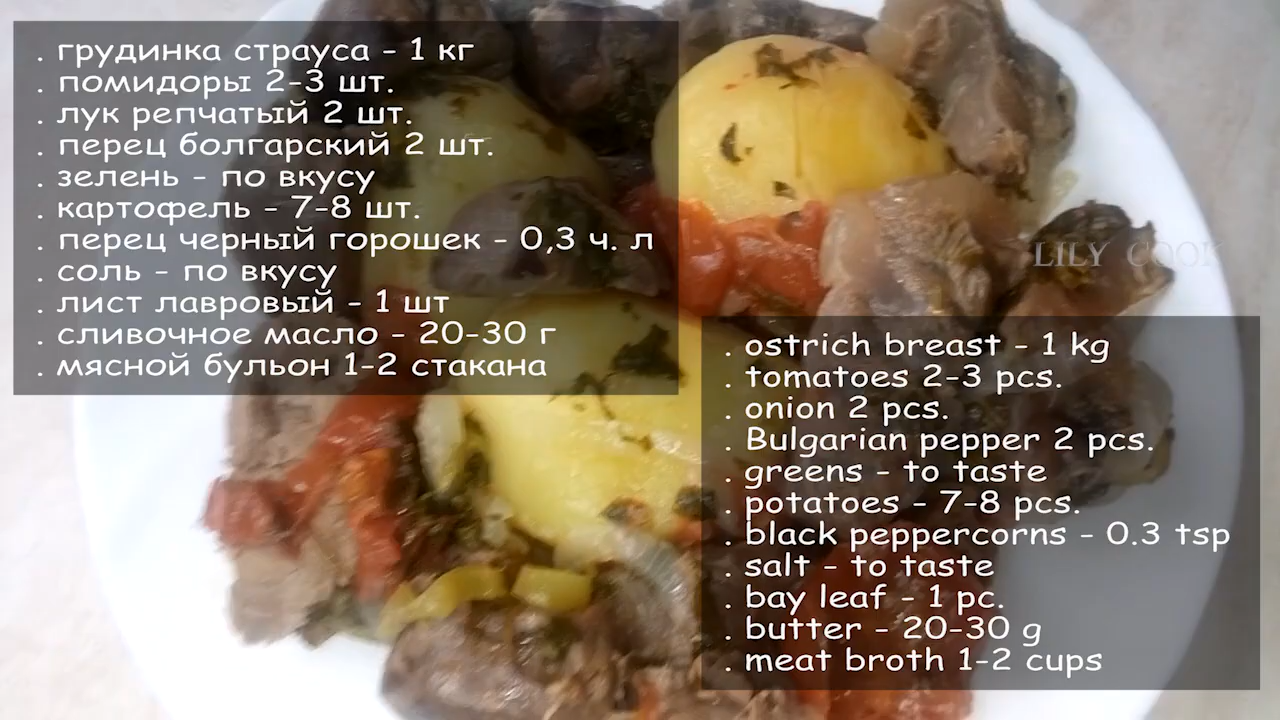 . грудинка страуса - 1 кг
. помидоры 2-3 шт.
. лук репчатый 2 шт.
. перец болгарский 2 шт.
. зелень - по вкусу
. картофель - 7-8 шт.
. перец черный горошек - 0,3 ч. л
. соль - по вкусу
. лист лавровый - 1 шт
. сливочное масло - 20-30 г
. мясной бульон 1-2 стакана
LILY COOK
. ostrich breast - 1 kg
. tomatoes 2-3 pcs.
. onion 2 pcs.
. Bulgarian pepper 2 pcs.
. greens - to taste
. potatoes - 7-8 pcs.
. black peppercorns - 0.3 tsp
. salt - to taste
. bay leaf - 1 pc.
. butter - 20-30 g
. meat broth 1-2 cups